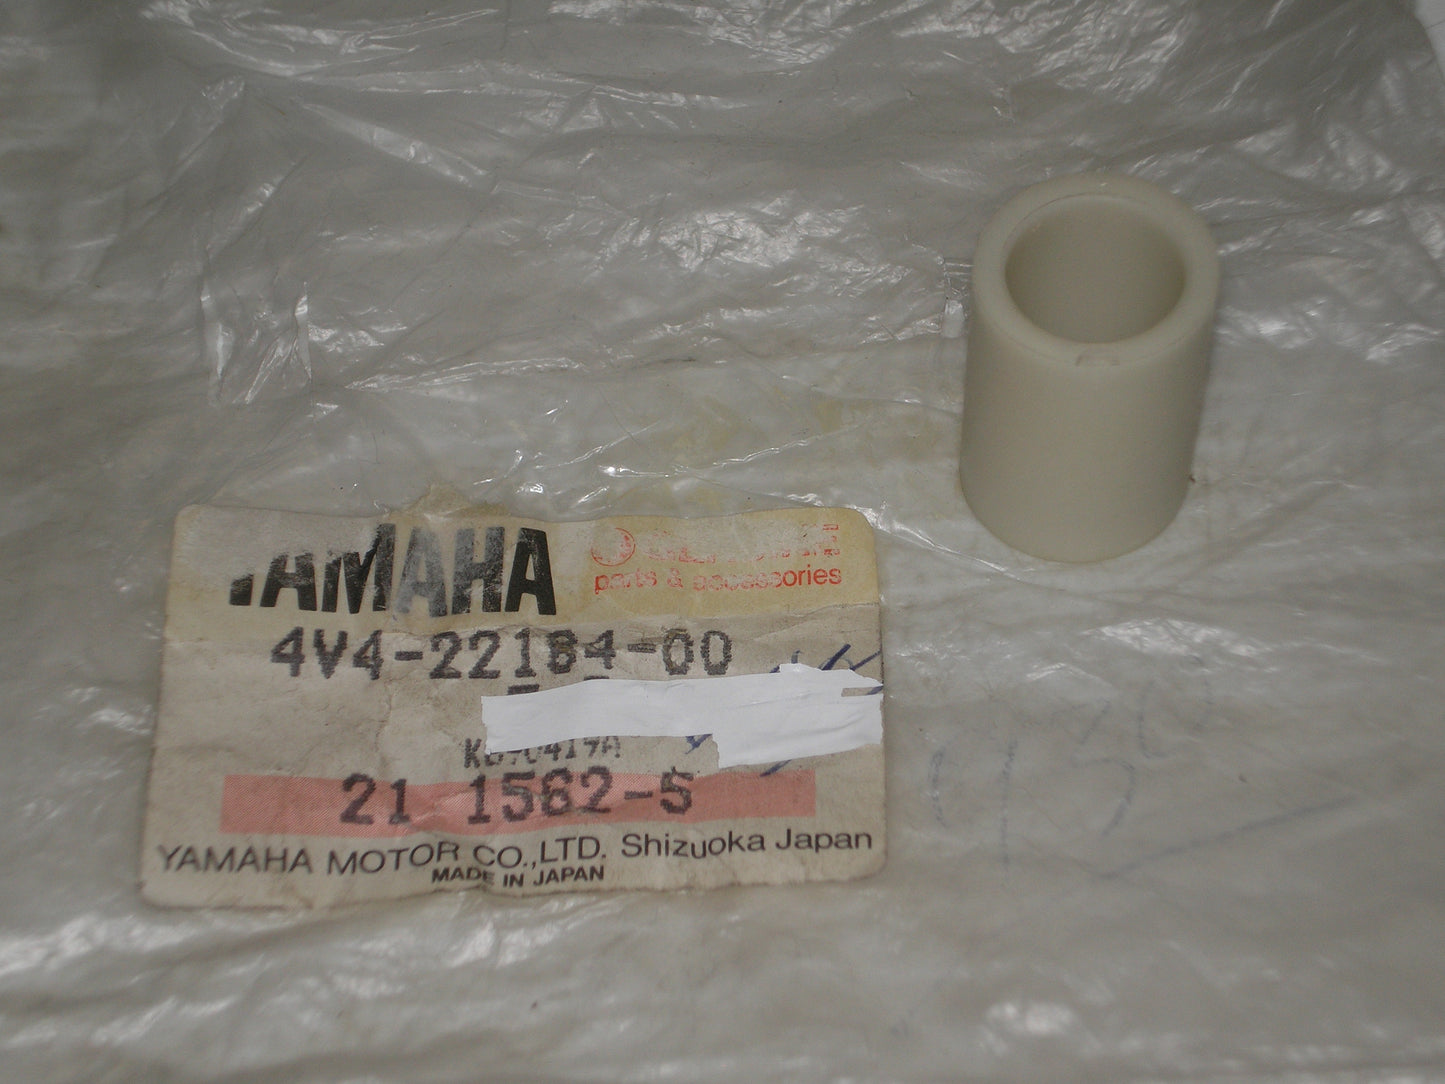 YAMAHA
parts & accessories
4V4-22184-00
21 1562-5
YAMAHA MOTOR CO.,LTD. Shizuoka Japan
MADE IN JAPAN